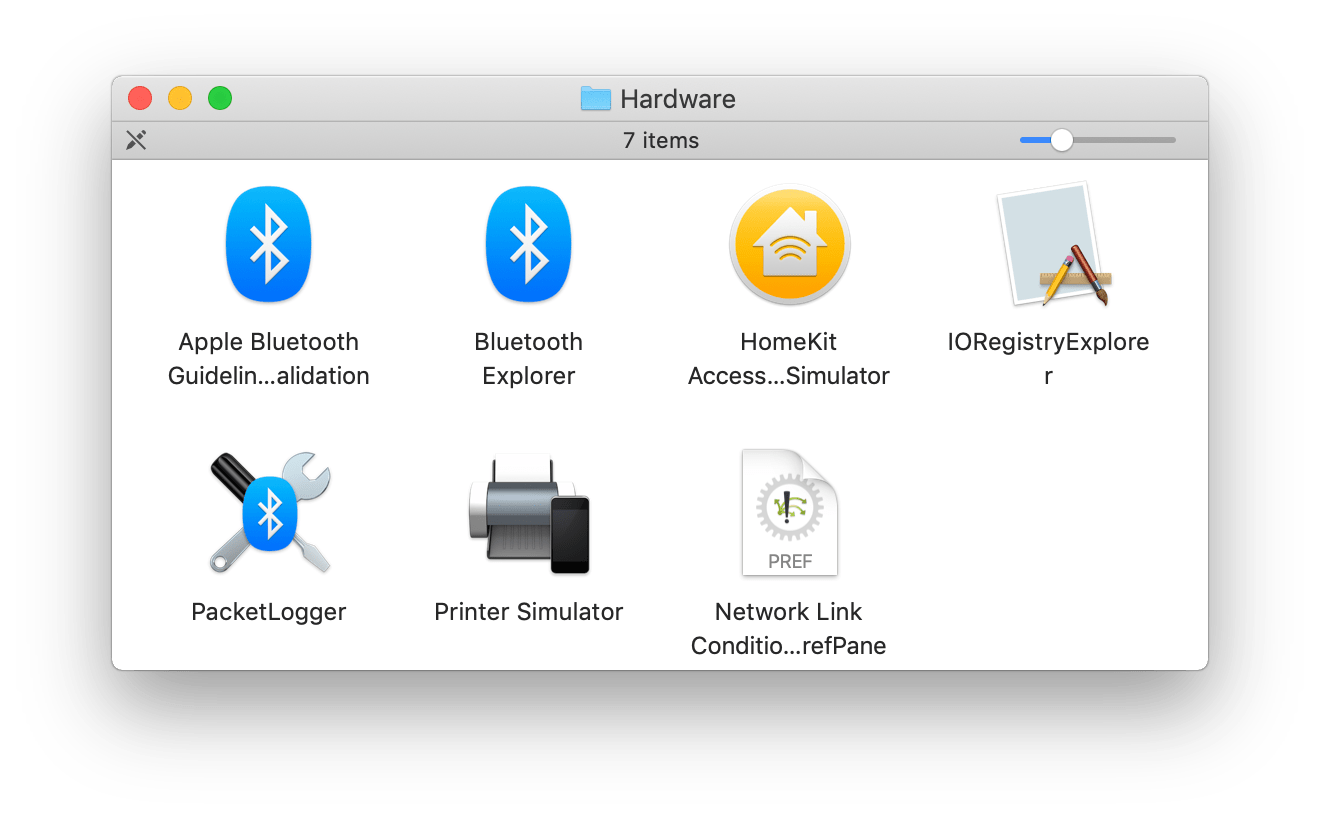 Hardware
7 items
Apple Bluetooth
Guidelin...alidation
Bluetooth
Explorer
HomeKit
Access...Simulator
IORegistryExplore
r
PacketLogger
Printer Simulator
PREF
Network Link
Conditio...refPane